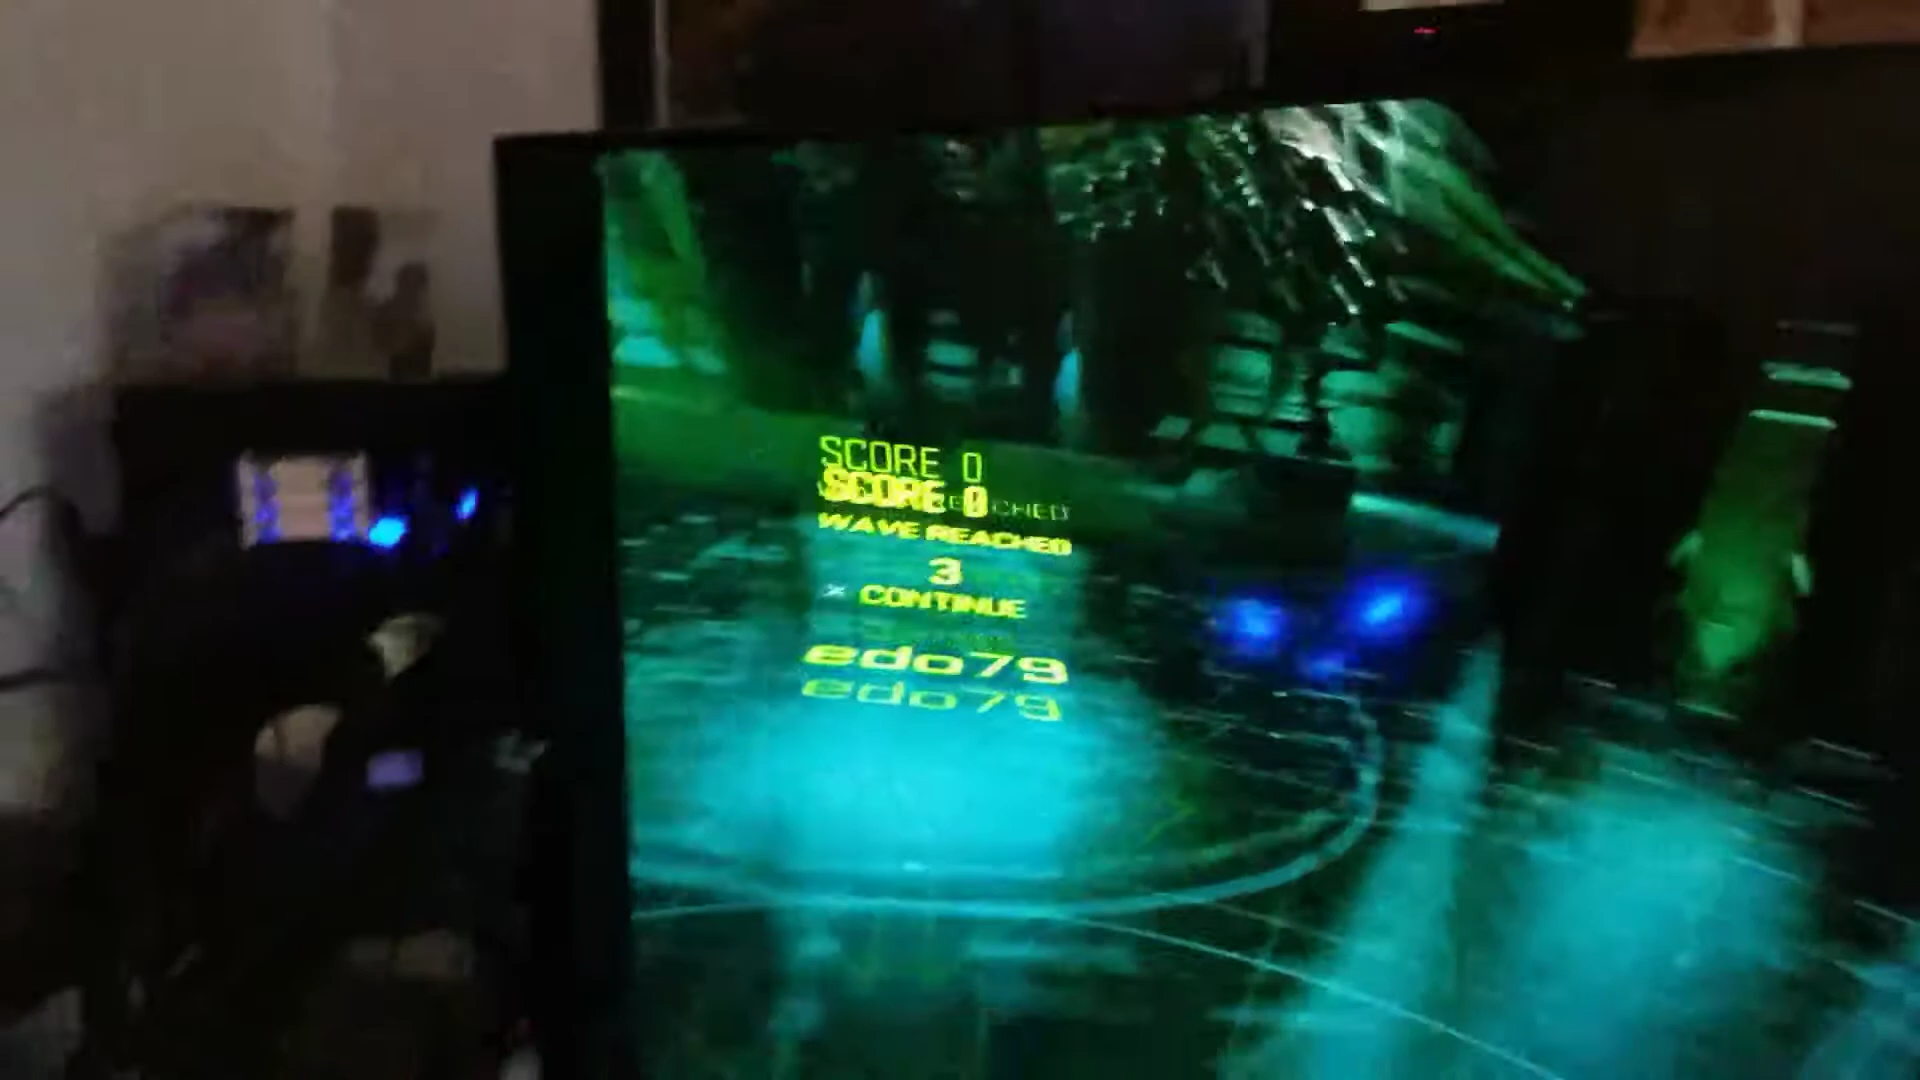 SCORE 0
SCORE 0
WAVE REACHED
3
× CONTINUE
edo79
edo79